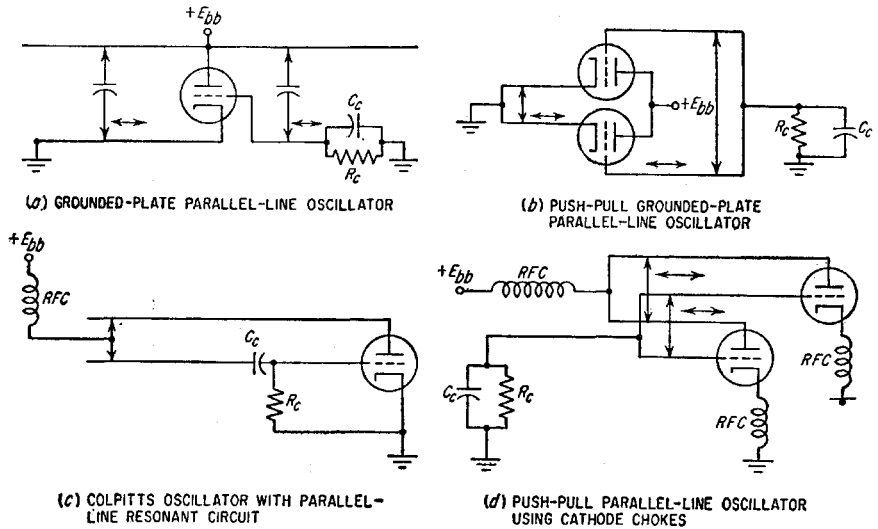 +Ebb
Cc
Rc
(a) GROUNDED-PLATE PARALLEL-LINE OSCILLATOR
+Ebb
Rc
Cc
(b) PUSH-PULL GROUNDED-PLATE
PARALLEL-LINE OSCILLATOR
+Ebb
RFC
Cc
Rc
(c) COLPITTS OSCILLATOR WITH PARALLEL-
LINE RESONANT CIRCUIT
+Ebb
RFC
RFC
Cc
Rc
RFC
(d) PUSH-PULL PARALLEL-LINE OSCILLATOR
USING CATHODE CHOKES